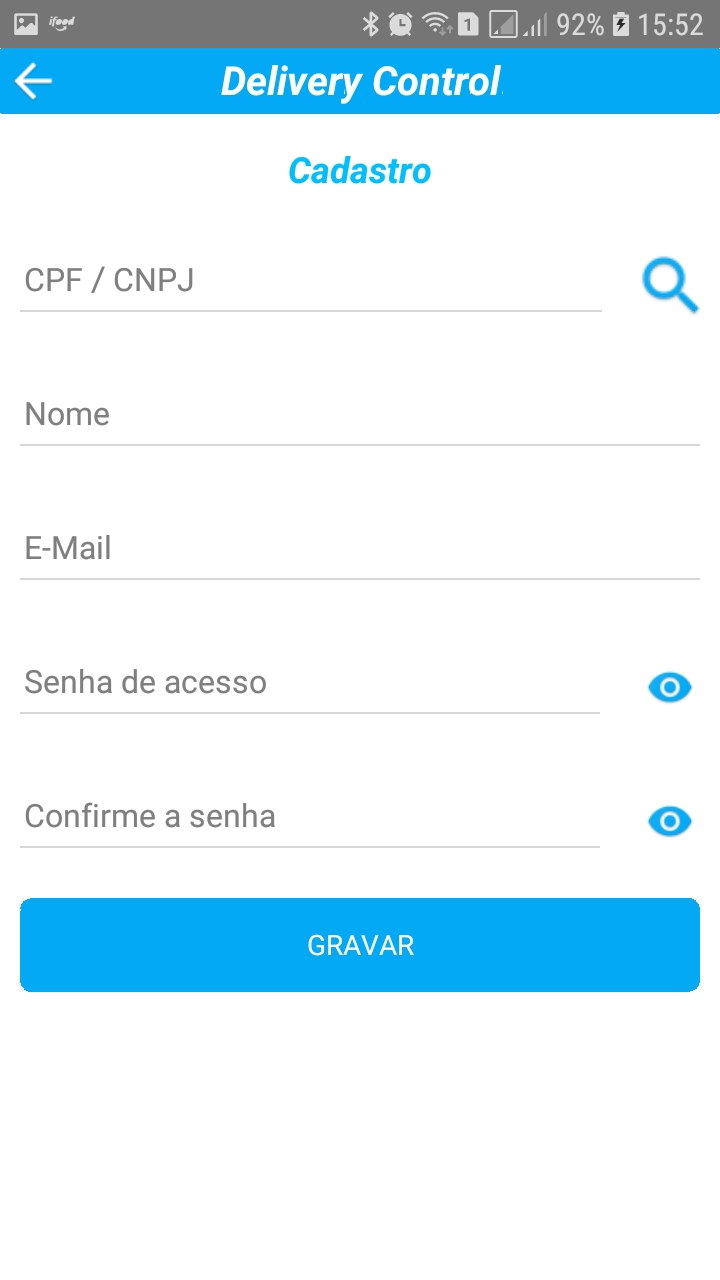 ifood 1 92% 15:52
Delivery Control
Cadastro
CPF / CNPJ
Nome
E-Mail
Senha de acesso
Confirme a senha
GRAVAR